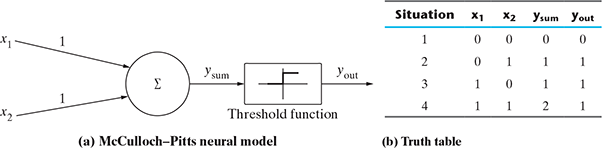 x1 1
x2 1
Σ
ysum
yout
Threshold function
(a) McCulloch–Pitts neural model
Situation x1 x2 ysum yout
1 0 0 0 0
2 0 1 1 1
3 1 0 1 1
4 1 1 2 1
(b) Truth table